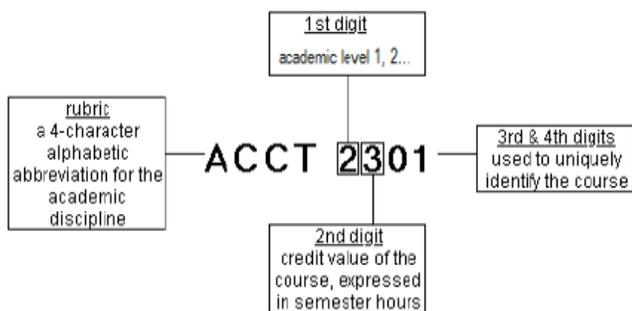 1st digit
academic level 1, 2...
rubric
a 4-character
alphabetic
abbreviation for the
academic
discipline
ACCT 2301
3rd & 4th digits
used to uniquely
identify the course
2nd digit
credit value of the
course, expressed
in semester hours